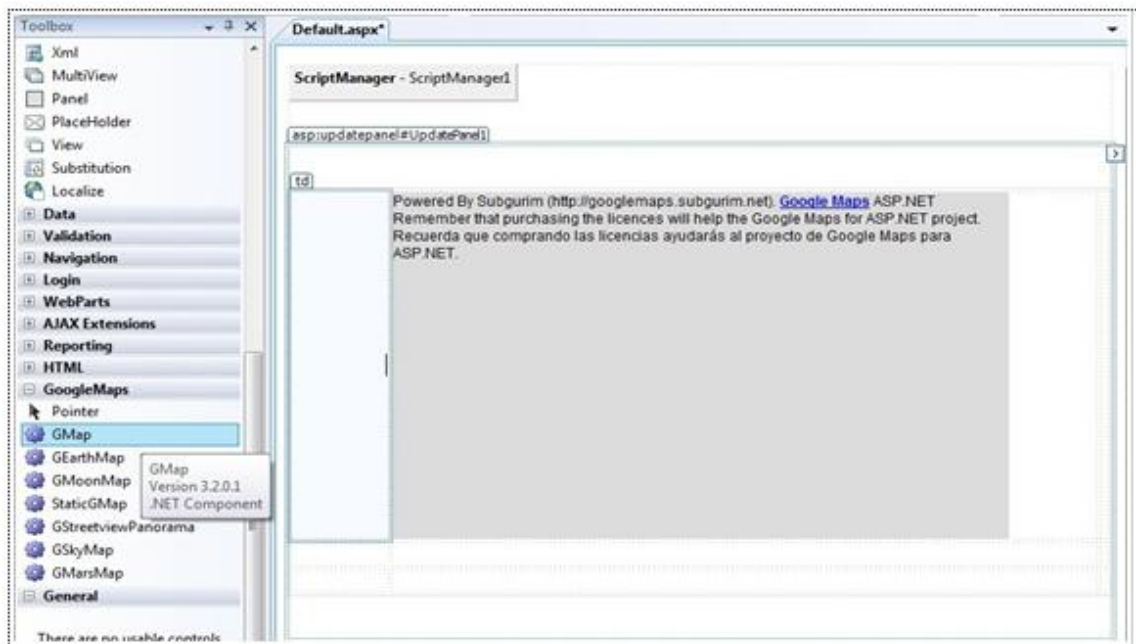 Toolbox
Xml
MultiView
Panel
PlaceHolder
View
Substitution
Localize
Data
Validation
Navigation
Login
WebParts
AJAX Extensions
Reporting
HTML
GoogleMaps
Pointer
GMap
GEarthMap
GMoonMap
StaticGMap
GStreetviewPanorama
GSkyMap
GMarsMap
General
There are no usable controls
GMap
Version 3.2.0.1
.NET Component
Default.aspx*
ScriptManager - ScriptManager1
asp:updatepanel#UpdatePanel1
td
Powered By Subgurim (http://googlemaps.subgurim.net). Google Maps ASP.NET
Remember that purchasing the licences will help the Google Maps for ASP.NET project.
Recuerda que comprando las licencias ayudarás al proyecto de Google Maps para
ASP.NET.